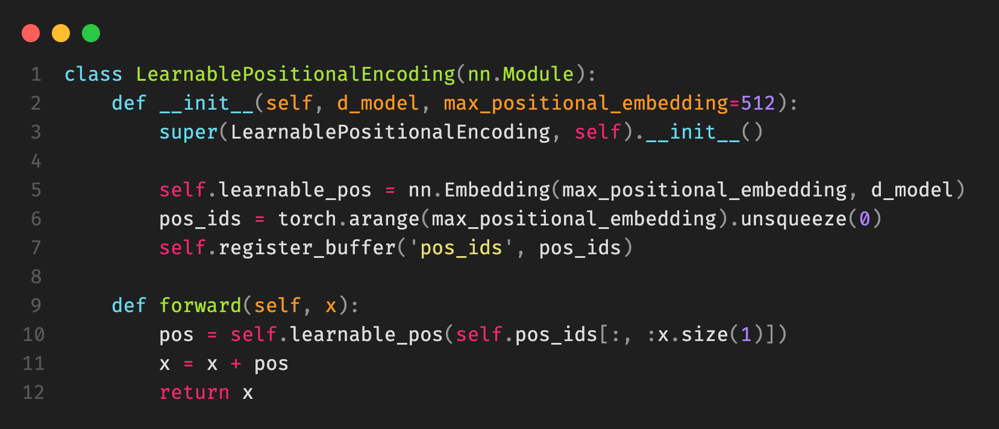 1 class LearnablePositionalEncoding(nn.Module):
2     def __init__(self, d_model, max_positional_embedding=512):
3         super(LearnablePositionalEncoding, self).__init__()
4
5         self.learnable_pos = nn.Embedding(max_positional_embedding, d_model)
6         pos_ids = torch.arange(max_positional_embedding).unsqueeze(0)
7         self.register_buffer('pos_ids', pos_ids)
8
9     def forward(self, x):
10         pos = self.learnable_pos(self.pos_ids[:, :x.size(1)])
11         x = x + pos
12         return x